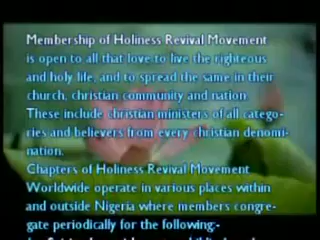 Membership of Holiness Revival Movement
is open to all that love to live the righteous
and holy life, and to spread the same in their
church, christian community and nation
These include christian ministers of all catego-
ries and believers from every christian denomi-
nation.
Chapters of Holiness Revival Movement
Worldwide operate in various places within
and outside Nigeria where members congre-
gate periodically for the following:-